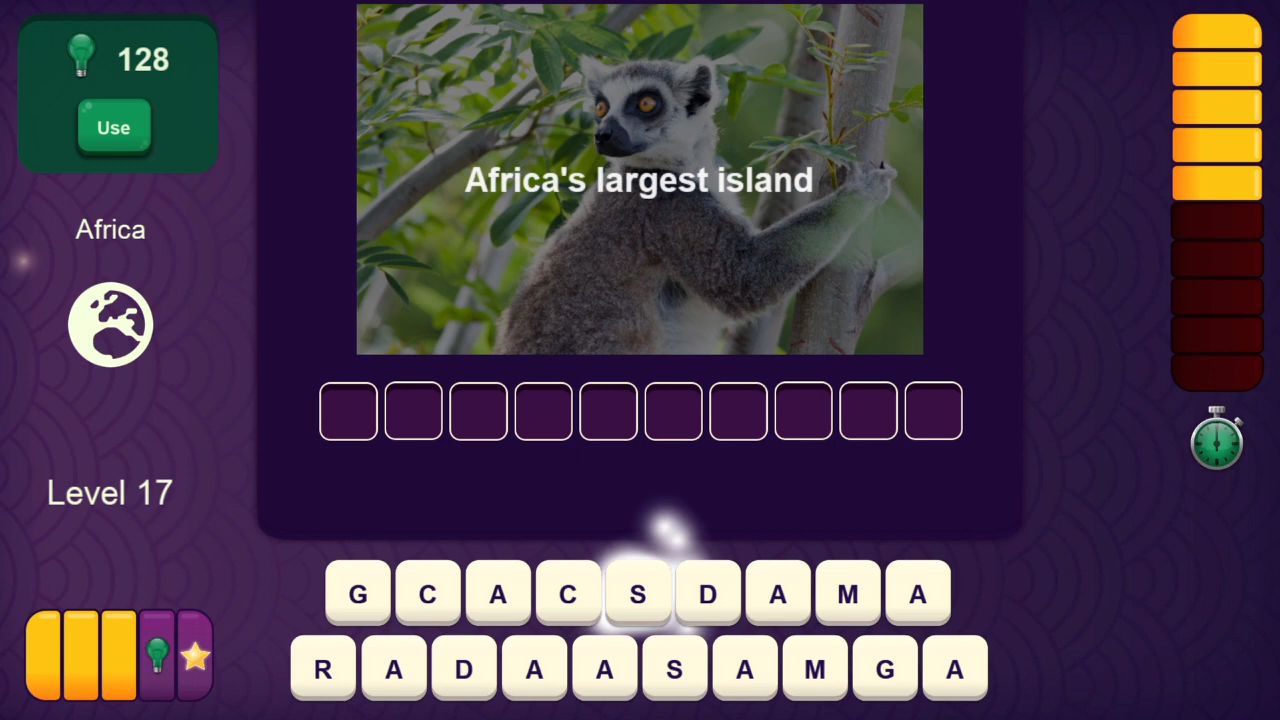 128
Use
Africa
Level 17
Africa's largest island
G C A C S D A M A
R A D A A S A M G A